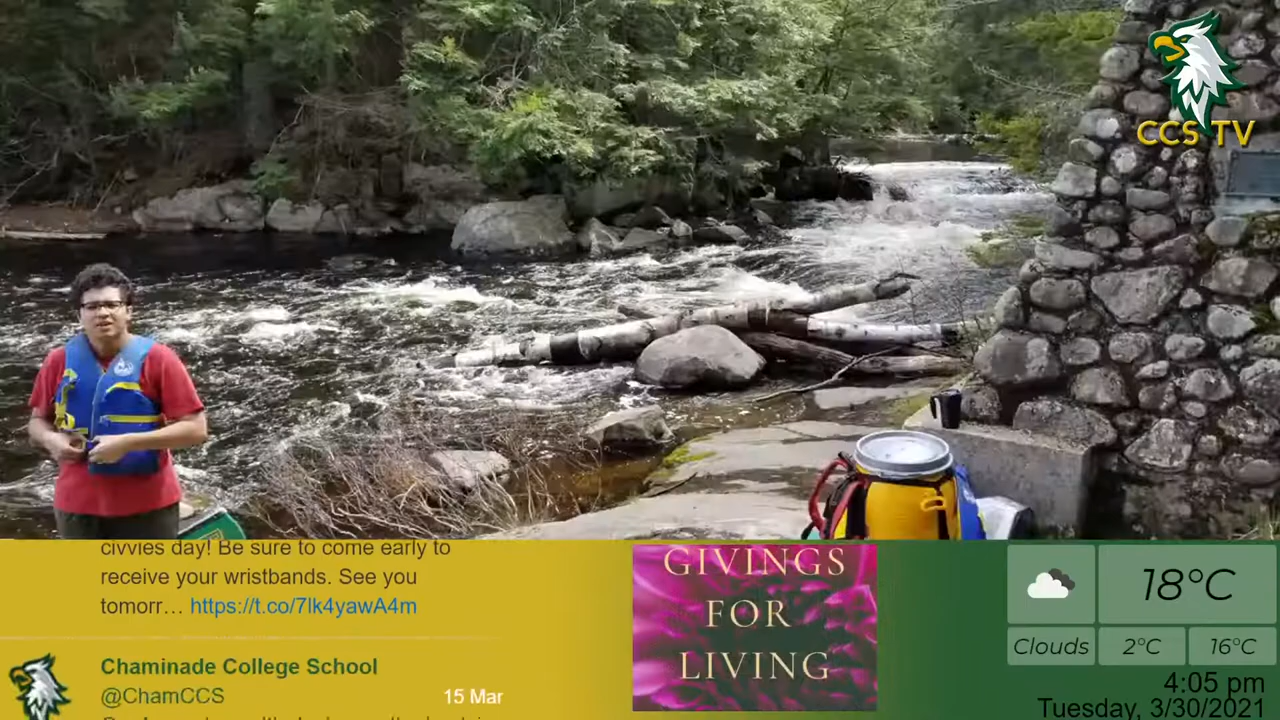 CCS TV
civvies day! Be sure to come early to
receive your wristbands. See you
tomorr… https://t.co/7lk4yawA4m
Chaminade College School
@ChamCCS 15 Mar
GIVINGS
FOR
LIVING
18°C
Clouds 2°C 16°C
4:05 pm
Tuesday, 3/30/2021